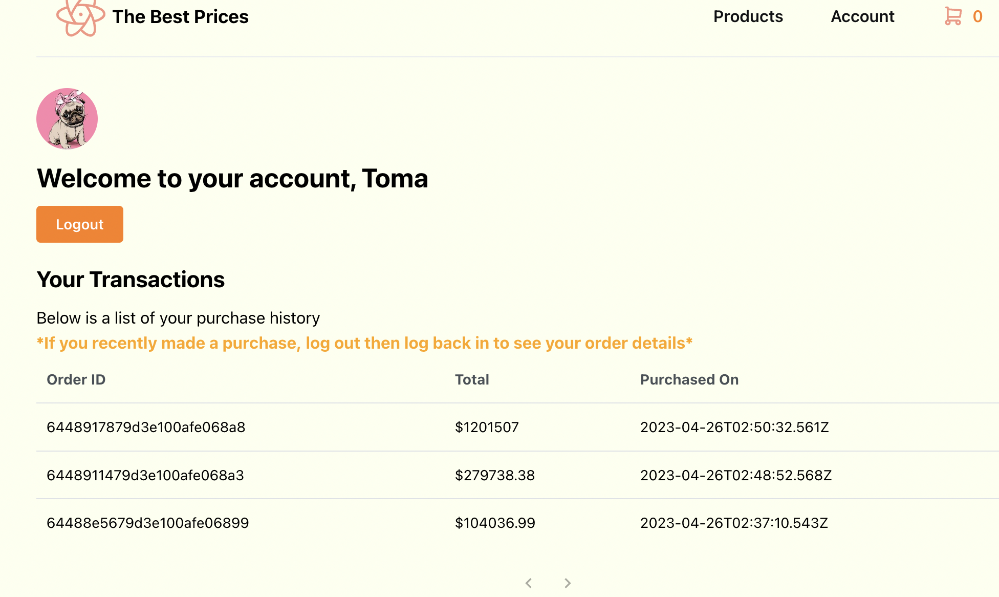 The Best Prices
Products
Account
0
Welcome to your account, Toma
Logout
Your Transactions
Below is a list of your purchase history
*If you recently made a purchase, log out then log back in to see your order details*
Order ID Total Purchased On
6448917879d3e100afe068a8 $1201507 2023-04-26T02:50:32.561Z
6448911479d3e100afe068a3 $279738.38 2023-04-26T02:48:52.568Z
64488e5679d3e100afe06899 $104036.99 2023-04-26T02:37:10.543Z